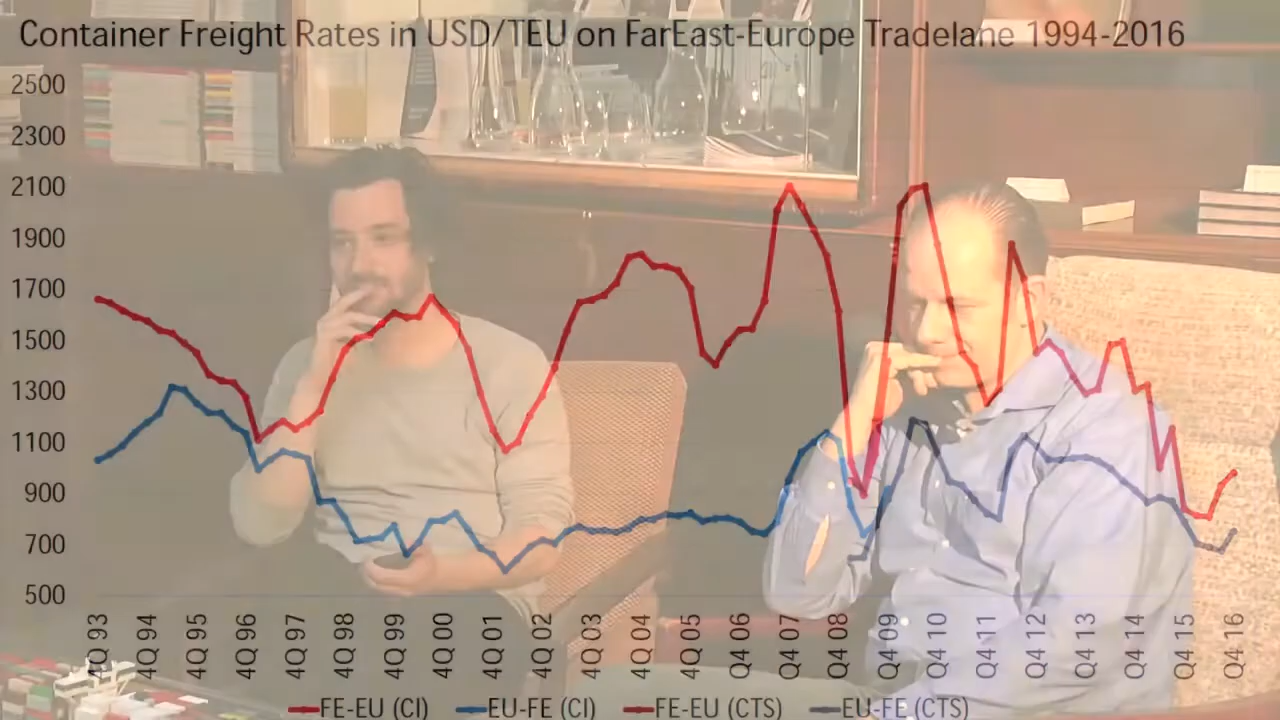 Container Freight Rates in USD/TEU on FarEast-Europe Tradelane 1994-2016
2500
2300
2100
1900
1700
1500
1300
1100
900
700
500
4Q 93
4Q 94
4Q 95
4Q 96
4Q 97
4Q 98
4Q 99
4Q 00
4Q 01
4Q 02
4Q 03
4Q 04
4Q 05
Q4 06
Q4 07
Q4 08
Q4 09
Q4 10
Q4 11
Q4 12
Q4 13
Q4 14
Q4 15
Q4 16
FE-EU (CI)
EU-FE (CI)
FE-EU (CTS)
EU-FE (CTS)